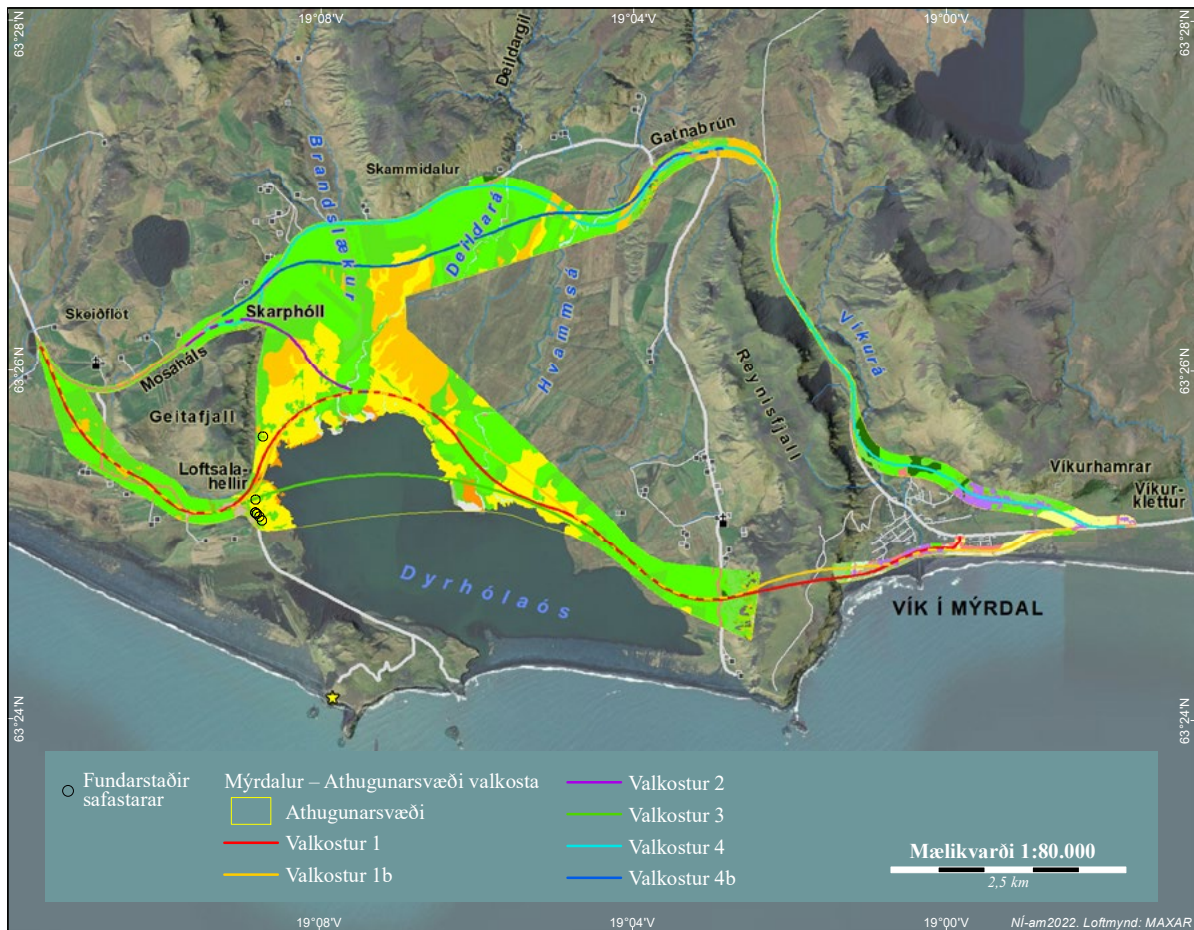 19°08'V
19°04'V
19°00'V
63°28'N
63°28'N
Deildargil
Gatnabrún
Brandslækur
Skammidalur
Deildará
Skeiðflöt
Skarphóll
Hvammsá
Víkurá
Mosaháls
63°26'N
63°26'N
Reynisfjall
Geitafjall
Loftsala-
hellir
Víkurhamrar
Víkur-
klettur
Dyrhólaós
VÍK Í MÝRDAL
63°24'N
63°24'N
Fundarstaðir
safastarar
Mýrdalur – Athugunarsvæði valkosta
Athugunarsvæði
Valkostur 1
Valkostur 1b
Valkostur 2
Valkostur 3
Valkostur 4
Valkostur 4b
Mælikvarði 1:80.000
2,5 km
19°08'V
19°04'V
19°00'V
NÍ-am2022. Loftmynd: MAXAR